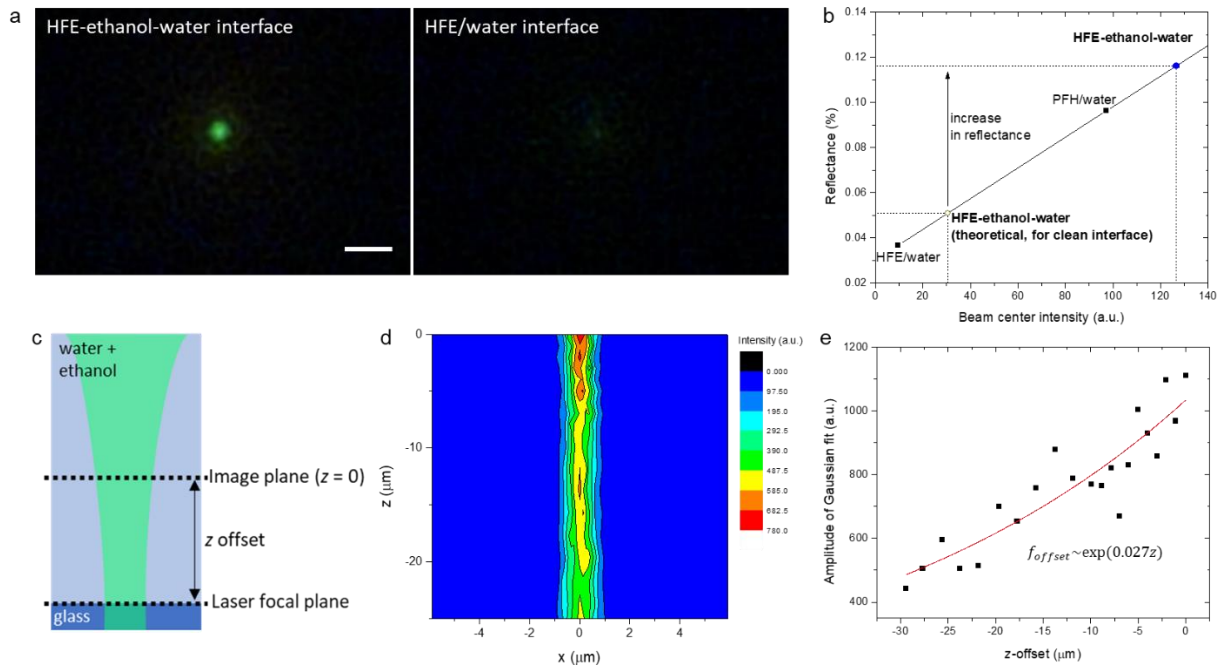 a
HFE-ethanol-water interface
HFE/water interface
b
0.14
0.12
0.10
0.08
0.06
0.04
0.02
Reflectance (%)
HFE-ethanol-water
PFH/water
increase
in reflectance
HFE-ethanol-water
(theoretical, for clean interface)
HFE/water
0 20 40 60 80 100 120 140
Beam center intensity (a.u.)
c
water +
ethanol
Image plane (z = 0)
z offset
Laser focal plane
glass
d
0
-10
-20
z (μm)
-4 -2 0 2 4
x (μm)
Intensity (a.u.)
0.000
97.50
195.0
292.5
390.0
487.5
585.0
682.5
780.0
e
1200
1000
800
600
400
Amplitude of Gaussian fit (a.u.)
f_offset~exp(0.027z)
-30 -25 -20 -15 -10 -5 0
z-offset (μm)